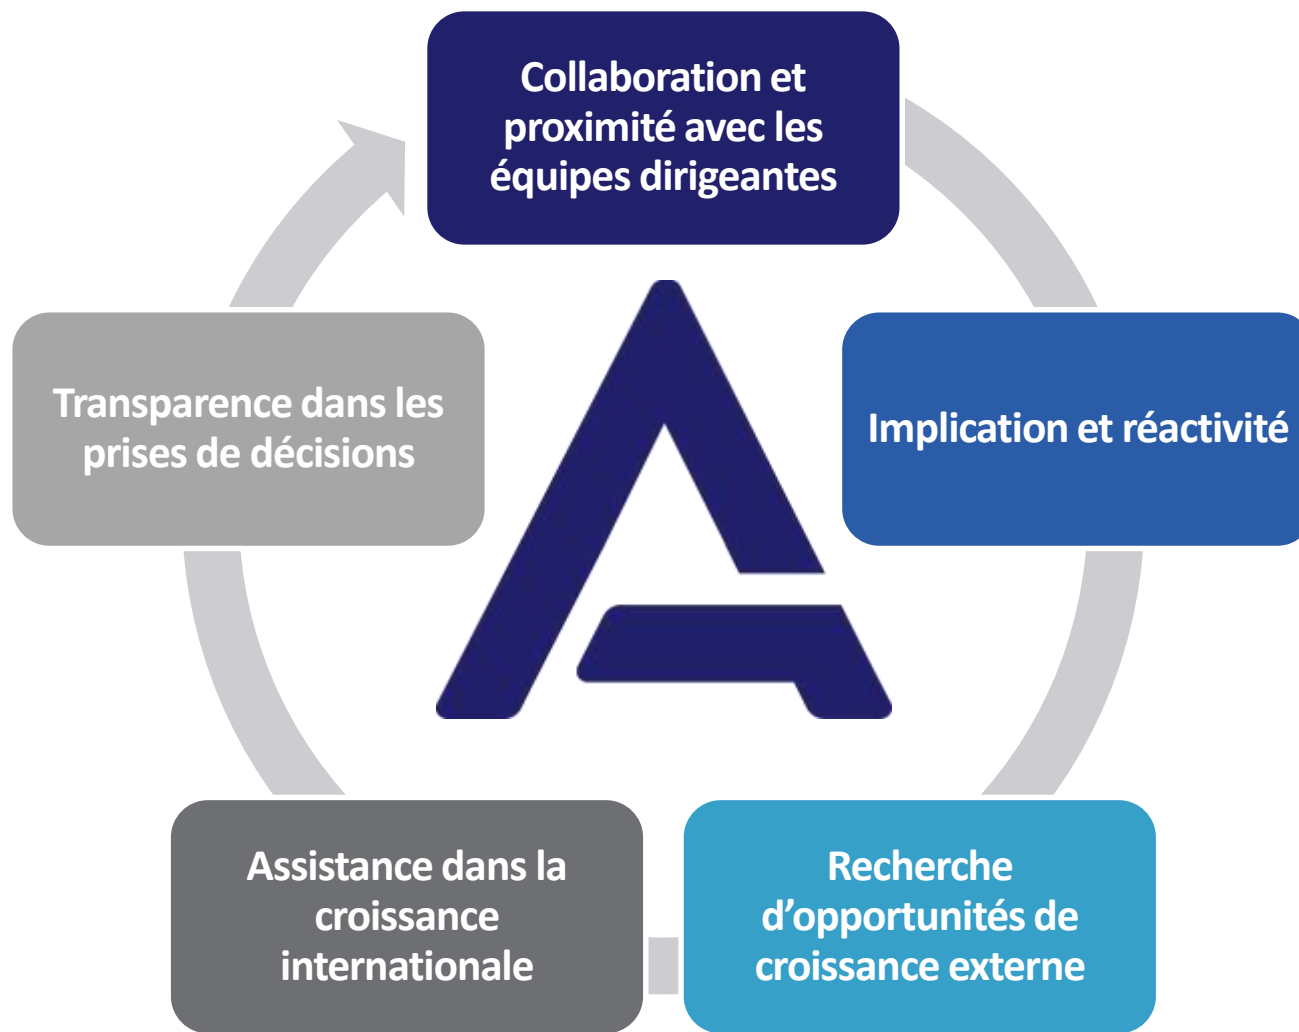 Collaboration et
proximité avec les
équipes dirigeantes
Implication et réactivité
Recherche
d’opportunités de
croissance externe
Assistance dans la
croissance
internationale
Transparence dans les
prises de décisions